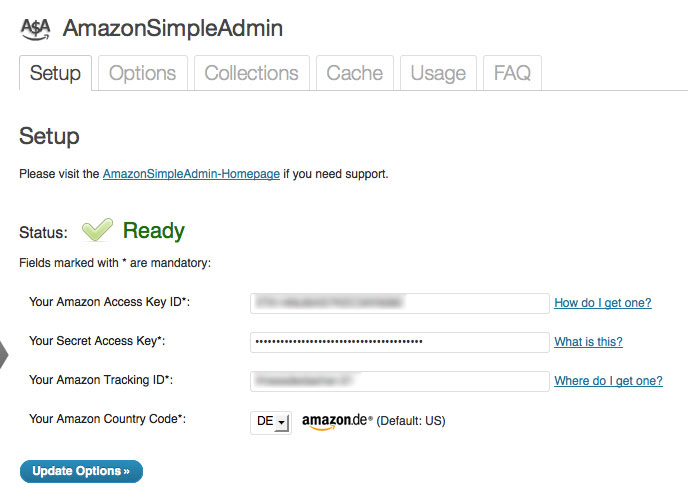 A$A AmazonSimpleAdmin
Setup Options Collections Cache Usage FAQ
Setup
Please visit the AmazonSimpleAdmin-Homepage if you need support.
Status: Ready
Fields marked with * are mandatory:
Your Amazon Access Key ID*: How do I get one?
Your Secret Access Key*: What is this?
Your Amazon Tracking ID*: Where do I get one?
Your Amazon Country Code*: DE amazon.de® (Default: US)
Update Options »